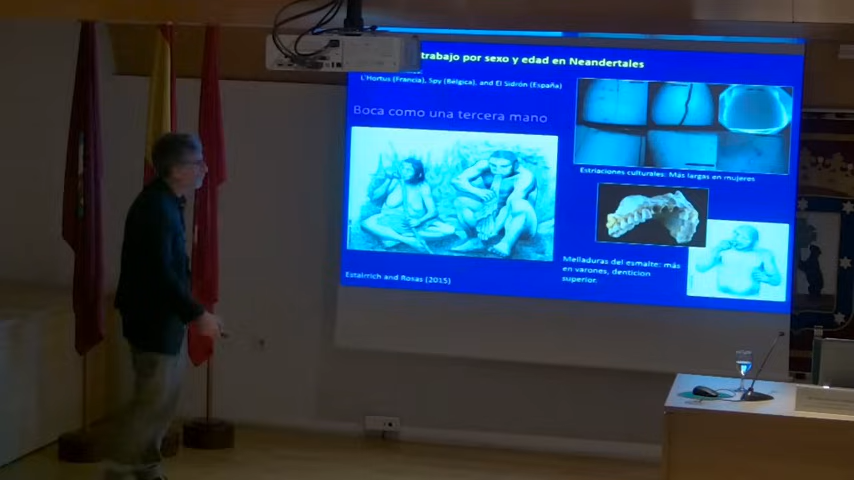 trabajo por sexo y edad en Neandertales
L'Hortus (Francia), Spy (Bélgica), and El Sidrón (España)
Boca como una tercera mano
Estriaciones culturales: Más largas en mujeres
Melladuras del esmalte: más
en varones, denticion
superior.
Estalrrich and Rosas (2015)